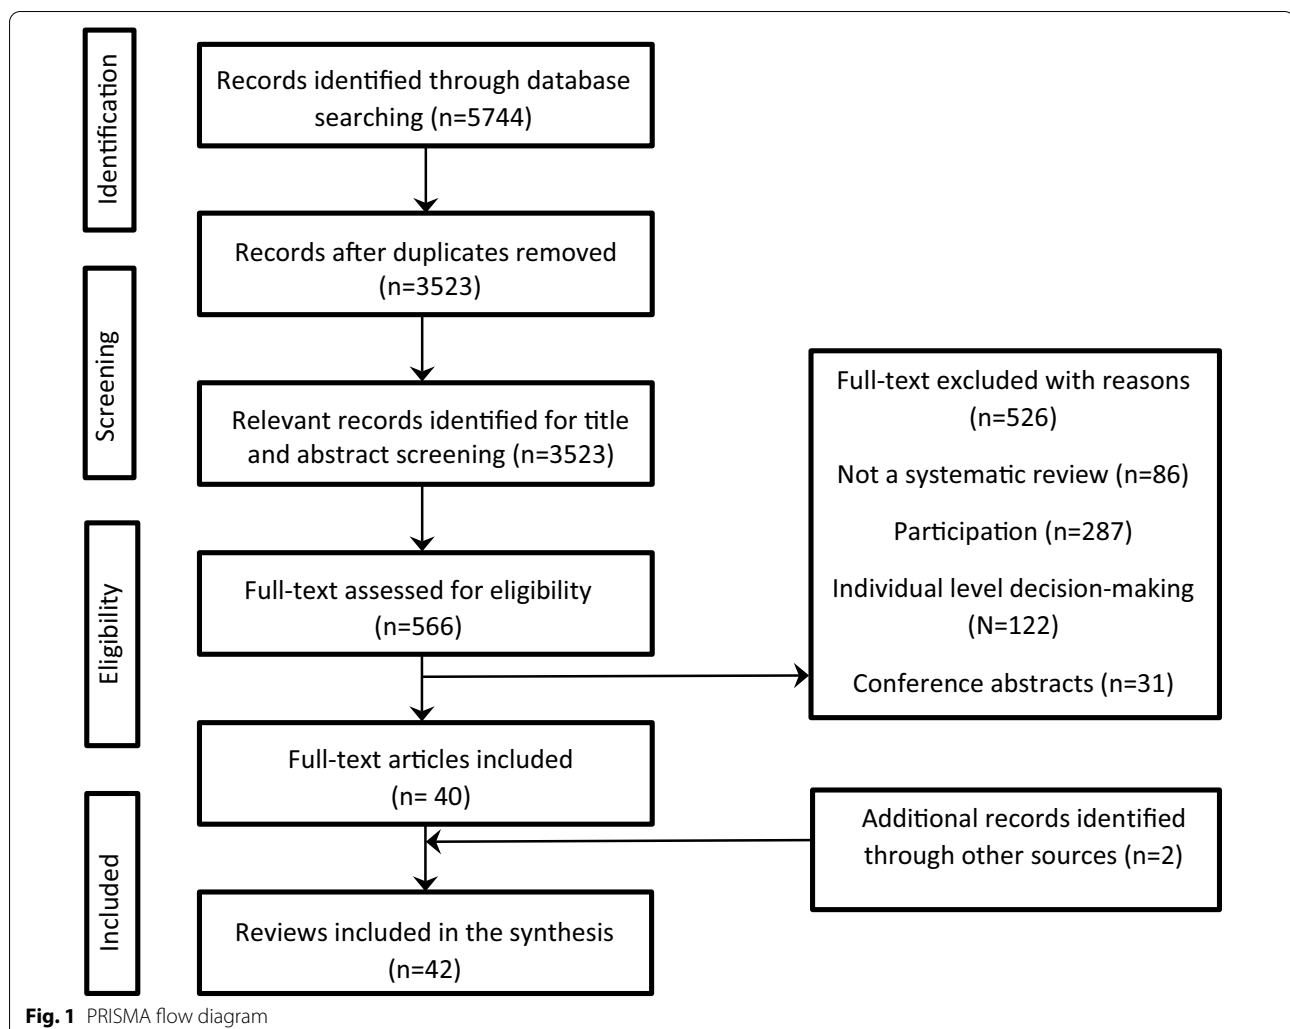 Identification
Records identified through database
searching (n=5744)
Records after duplicates removed
(n=3523)
Screening
Relevant records identified for title
and abstract screening (n=3523)
Eligibility
Full-text assessed for eligibility
(n=566)
Full-text excluded with reasons
(n=526)
Not a systematic review (n=86)
Participation (n=287)
Individual level decision-making
(N=122)
Conference abstracts (n=31)
Full-text articles included
(n= 40)
Included
Additional records identified
through other sources (n=2)
Reviews included in the synthesis
(n=42)
Fig. 1 PRISMA flow diagram